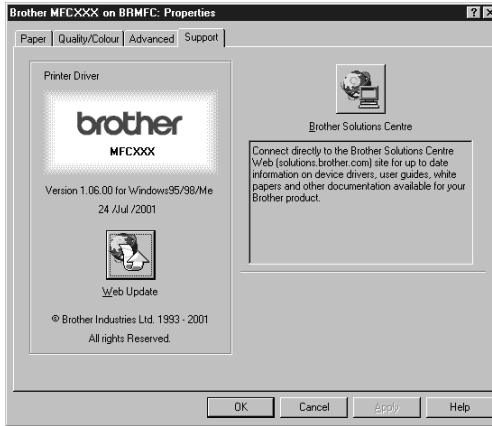 Brother MFCXXX on BRMFC: Properties
Paper
Quality/Colour
Advanced
Support
Printer Driver
brother
MFCXXX
Version 1.06.00 for Windows95/98/Me
24 /Jul /2001
Web Update
© Brother Industries Ltd. 1993 - 2001
All rights Reserved.
Brother Solutions Centre
Connect directly to the Brother Solutions Centre
Web (solutions.brother.com) site for up to date
information on device drivers, user guides, white
papers and other documentation available for your
Brother product.
OK
Cancel
Apply
Help